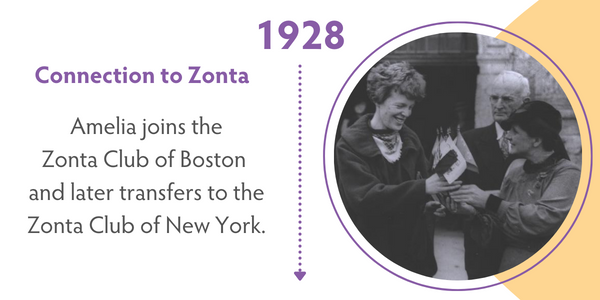 1928
Connection to Zonta
Amelia joins the
Zonta Club of Boston
and later transfers to the
Zonta Club of New York.